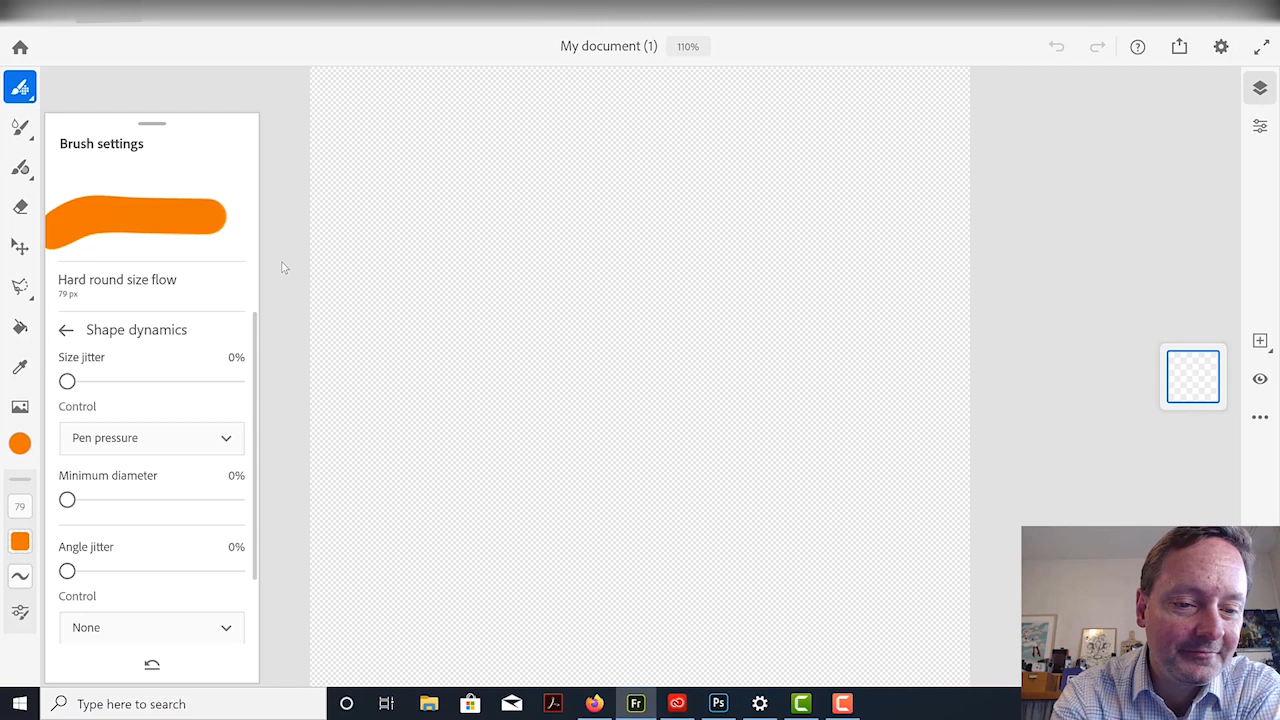 My document (1) 110%
Brush settings
Hard round size flow
79 px
Shape dynamics
Size jitter 0%
Control
Pen pressure
Minimum diameter 0%
Angle jitter 0%
Control
None
79
Fr
Ps
C
C
Type here to search